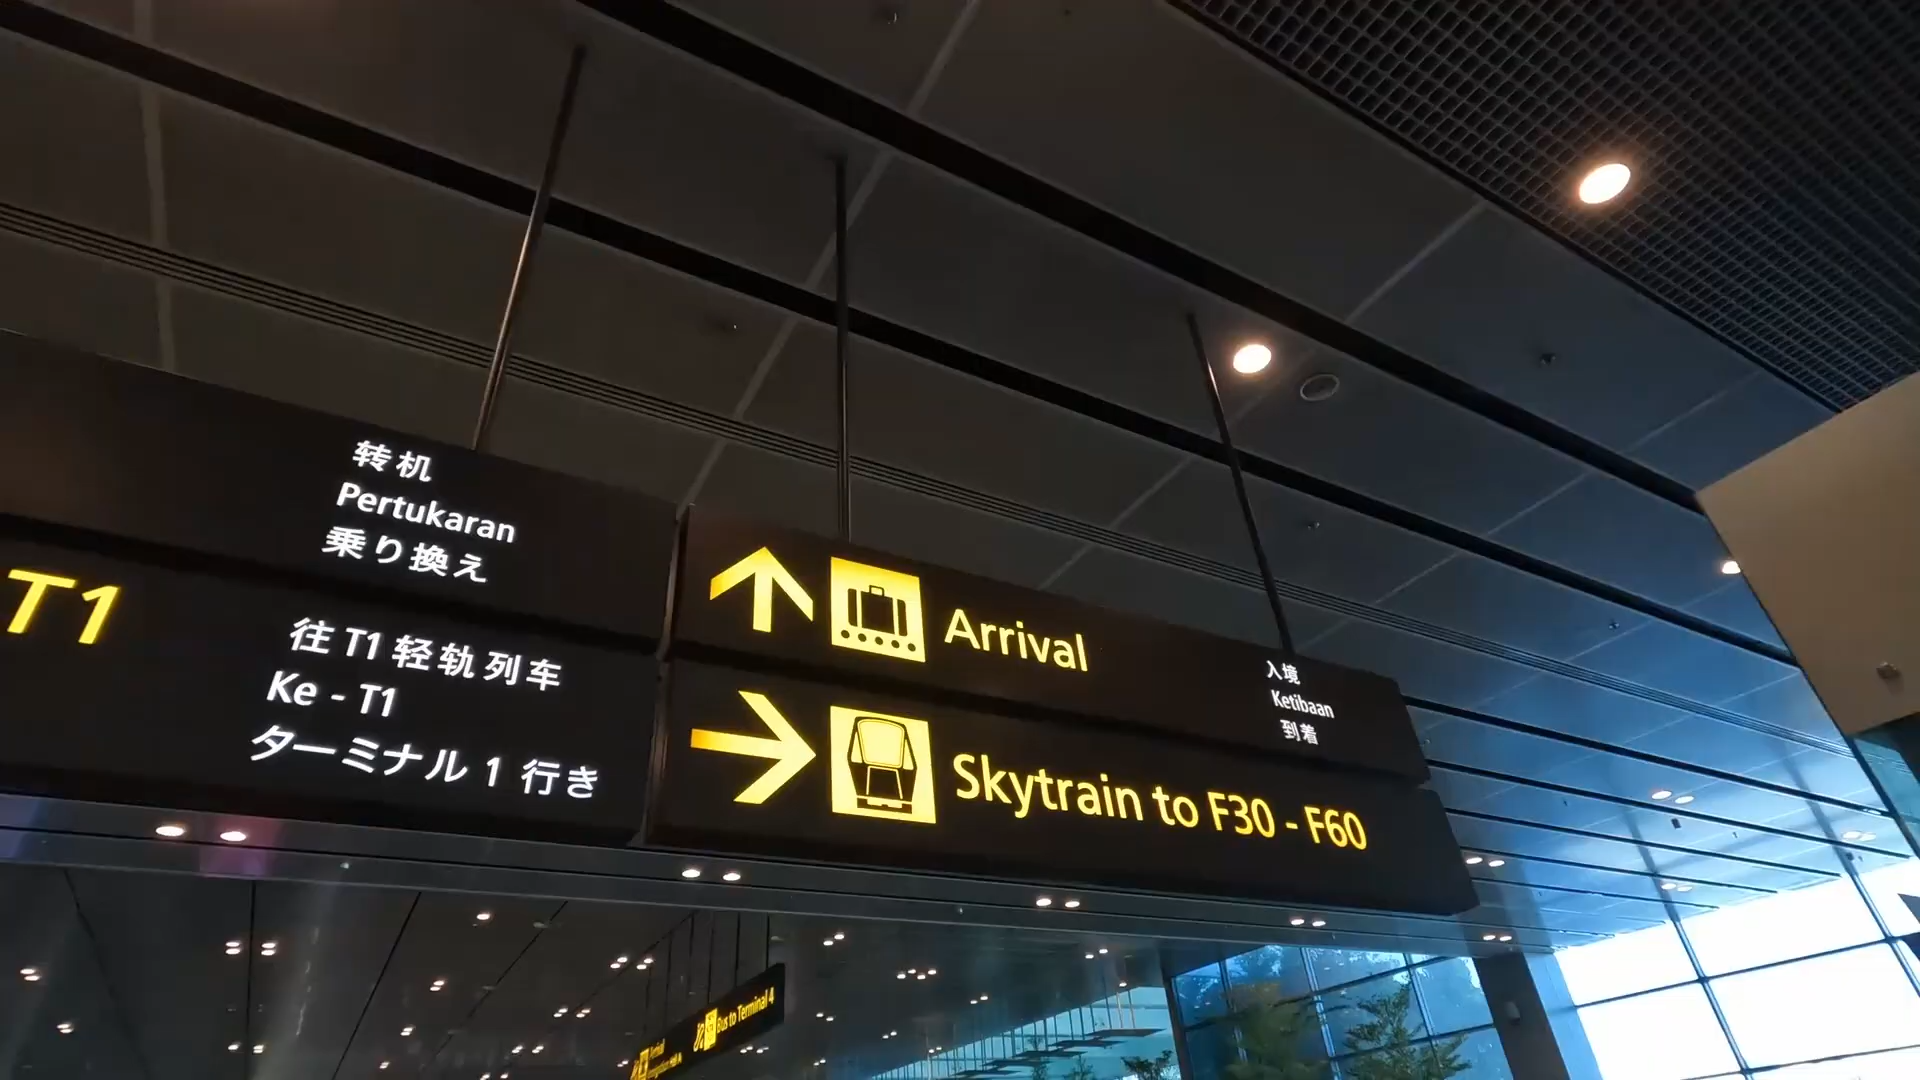 转机
Pertukaran
乗り換え
T1
往 T1 轻轨列车
Ke - T1
ターミナル 1 行き
Arrival
入境
Ketibaan
到着
Skytrain to F30 - F60
Bus to Terminal 4
Arrival